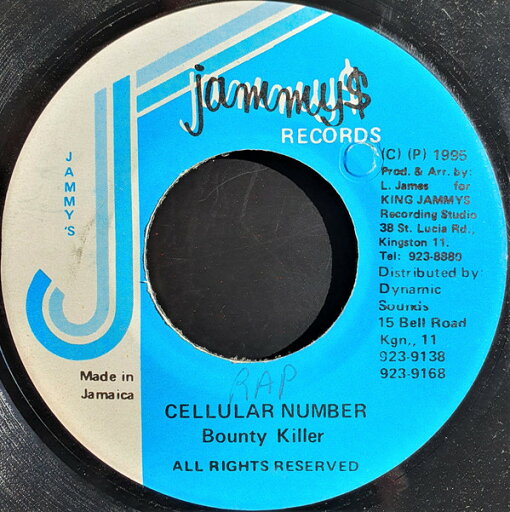 jammy$
RECORDS
JAMMY'S
(C) (P) 1995
Prod. & Arr. by:
L. James for
KING JAMMYS
Recording Studio
38 St. Lucia Rd.,
Kingston 11.
Tel: 923-8880
Distributed by:
Dynamic
Sounds
15 Bell Road
Kgn,, 11
923-9138
923-9168
Made in
Jamaica
RAP
CELLULAR NUMBER
Bounty Killer
ALL RIGHTS RESERVED